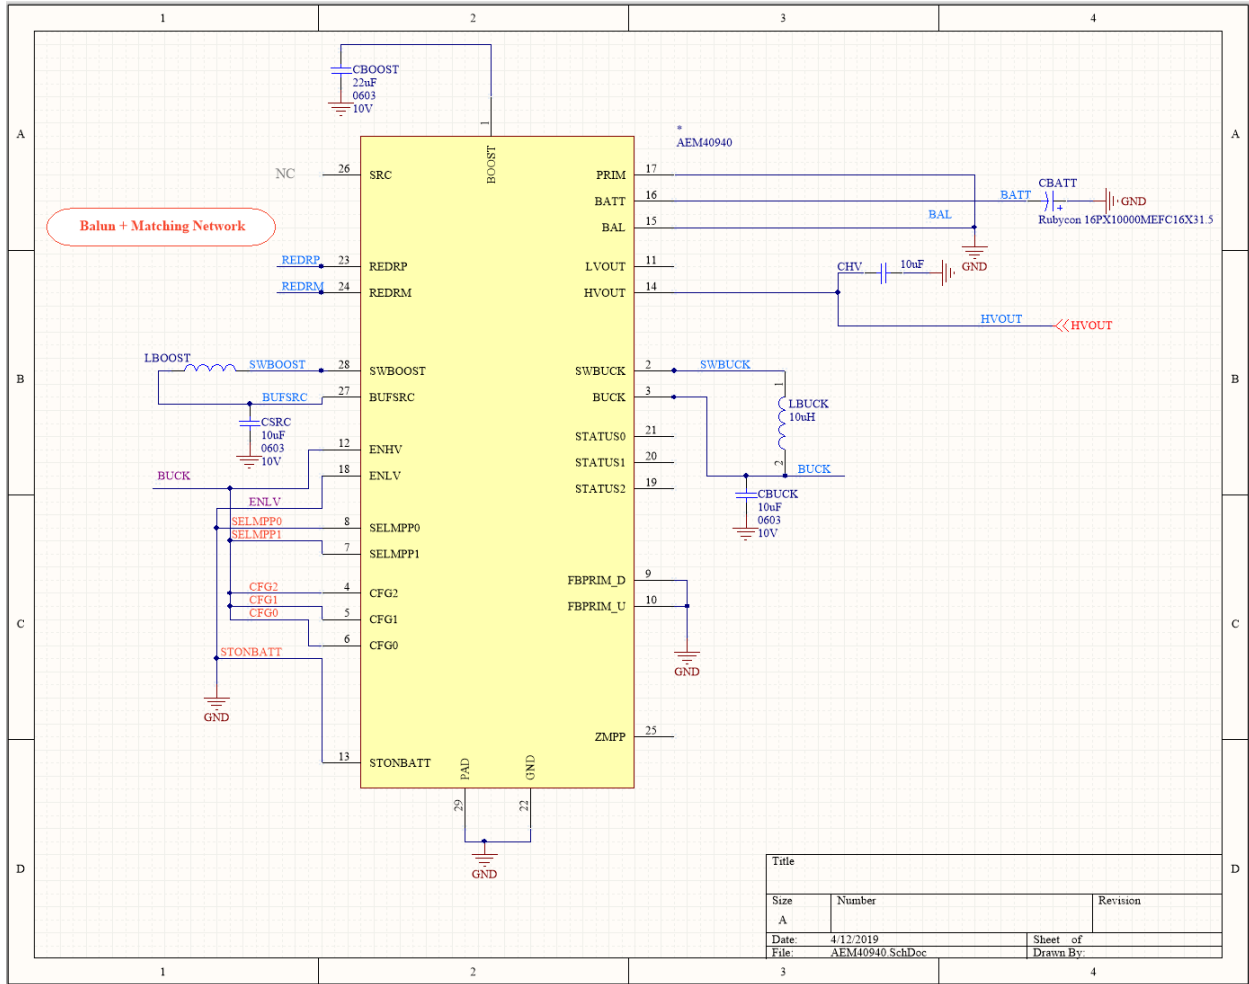 1 2 3 4
A
A
CBOOST
22uF
0603
10V
1
BOOST
*
AEM40940
NC
26 SRC
PRIM 17
BATT 16
BATT
CBATT
+
GND
Rubycon 16PX10000MEFC16X31.5
BAL
BAL 15
GND
Balun + Matching Network
REDRP 23 REDRP
LVOUT 11
CHV 10uF
REDRM 24 REDRM
HVOUT 14
HVOUT
HVOUT
B
B
LBOOST
SWBOOST 28 SWBOOST
SWBUCK 2 SWBUCK
1
BUFSRC 27 BUFSRC
BUCK 3
LBUCK
10uH
2
CSRC
10uF
0603
10V
STATUS0 21
12 ENHV
STATUS1 20
BUCK
18 ENLV
BUCK
STATUS2 19
CBUCK
10uF
0603
10V
ENLV
SELMPP0 8 SELMPP0
SELMPP1 7 SELMPP1
CFG2 4 CFG2
FBPRIM_D 9
CFG1 5 CFG1
FBPRIM_U 10
CFG0 6 CFG0
C
C
STONBATT
GND
GND
ZMPP 25
13 STONBATT
PAD
GND
29
22
GND
D
D
Title
Size Number Revision
A
Date: 4/12/2019 Sheet of
File: AEM40940.SchDoc Drawn By:
1 2 3 4